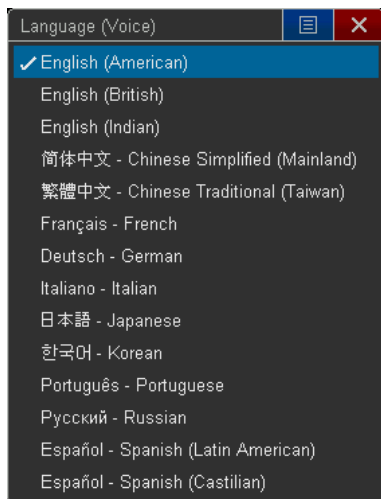 Language (Voice)
English (American)
English (British)
English (Indian)
简体中文 - Chinese Simplified (Mainland)
繁體中文 - Chinese Traditional (Taiwan)
Français - French
Deutsch - German
Italiano - Italian
日本語 - Japanese
한국어 - Korean
Português - Portuguese
Русский - Russian
Español - Spanish (Latin American)
Español - Spanish (Castilian)